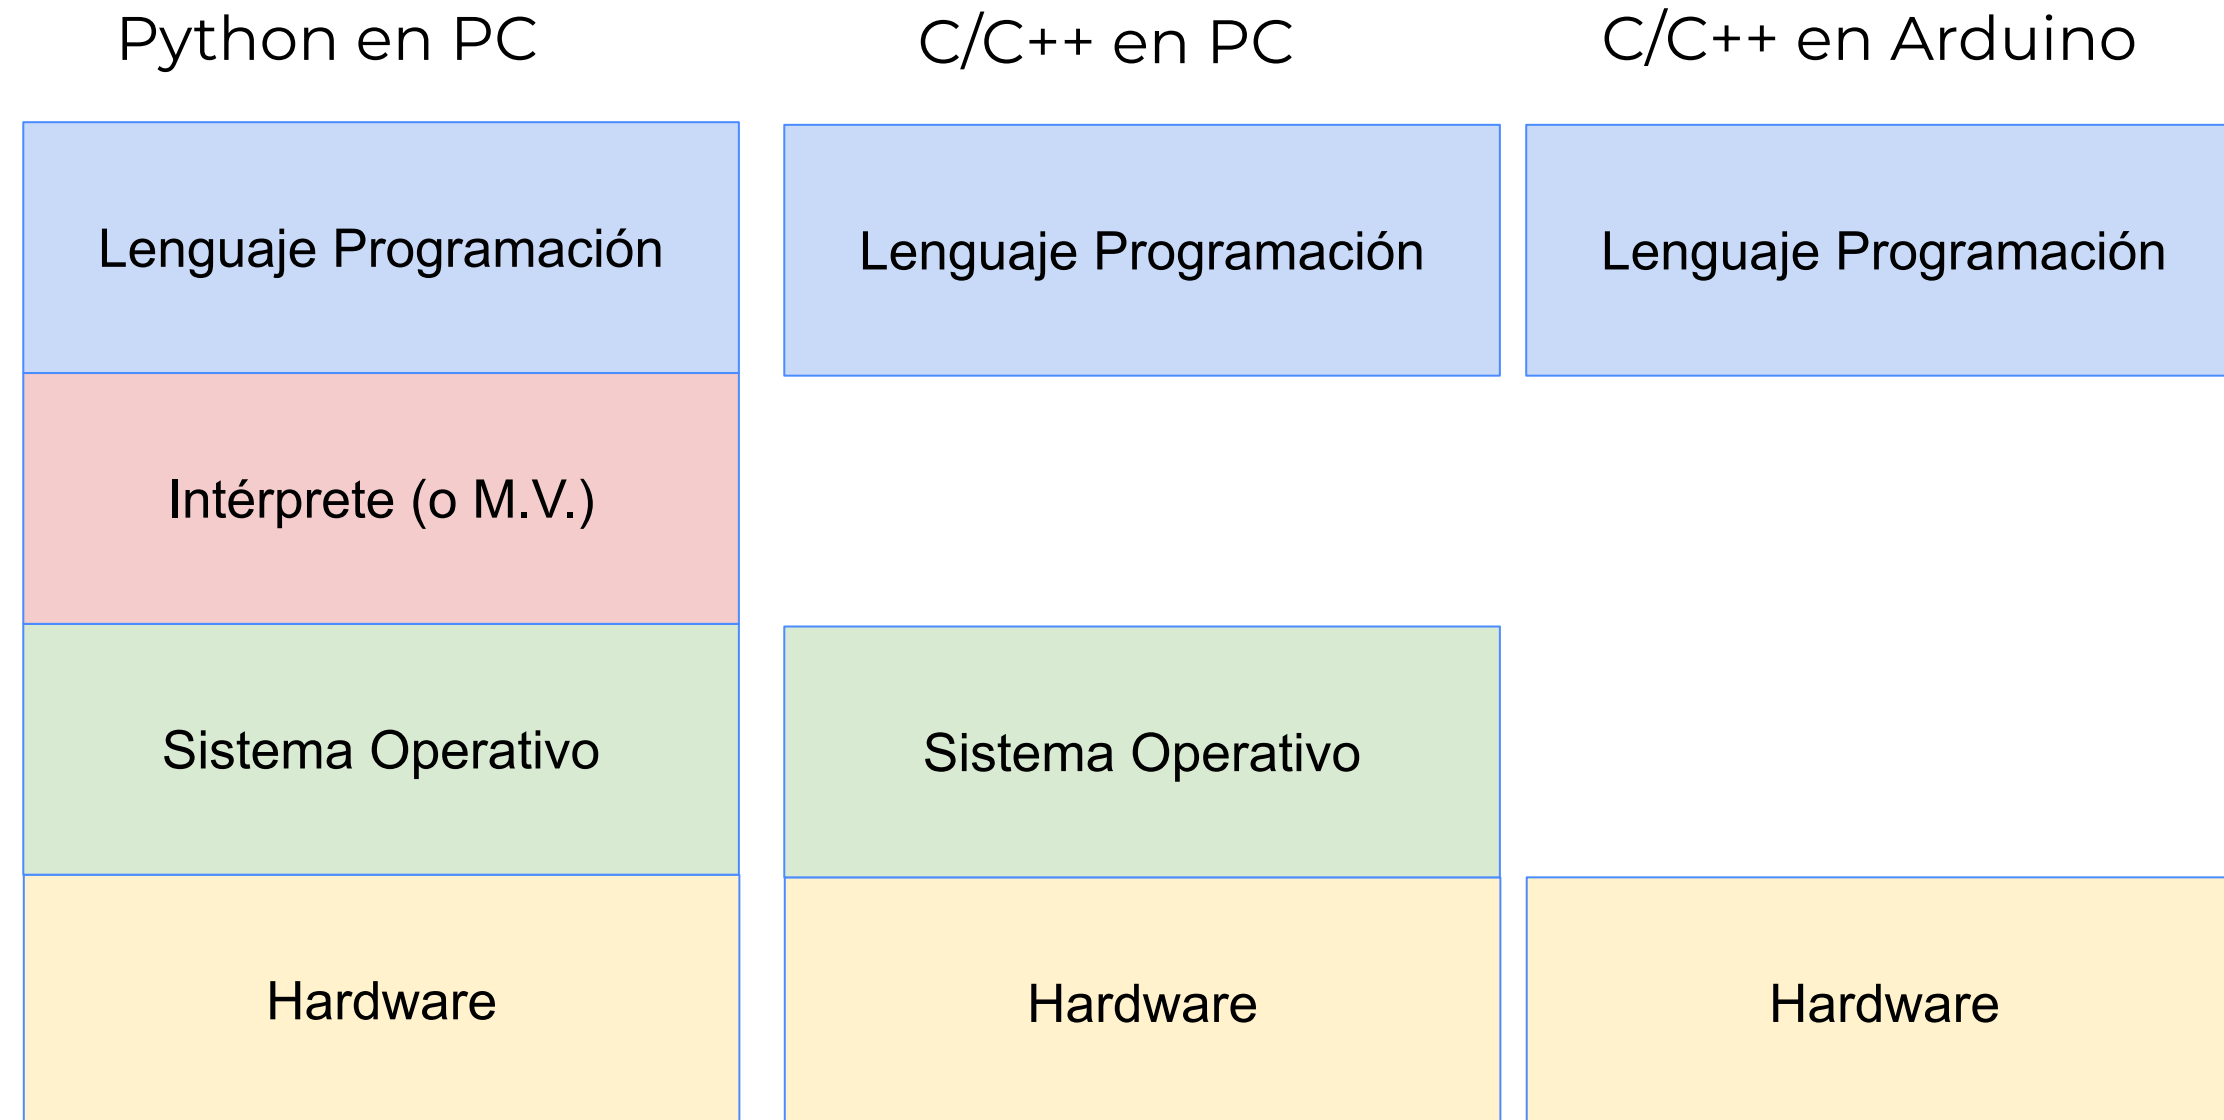 Python en PC
C/C++ en PC
C/C++ en Arduino
Lenguaje Programación
Lenguaje Programación
Lenguaje Programación
Intérprete (o M.V.)
Sistema Operativo
Sistema Operativo
Hardware
Hardware
Hardware